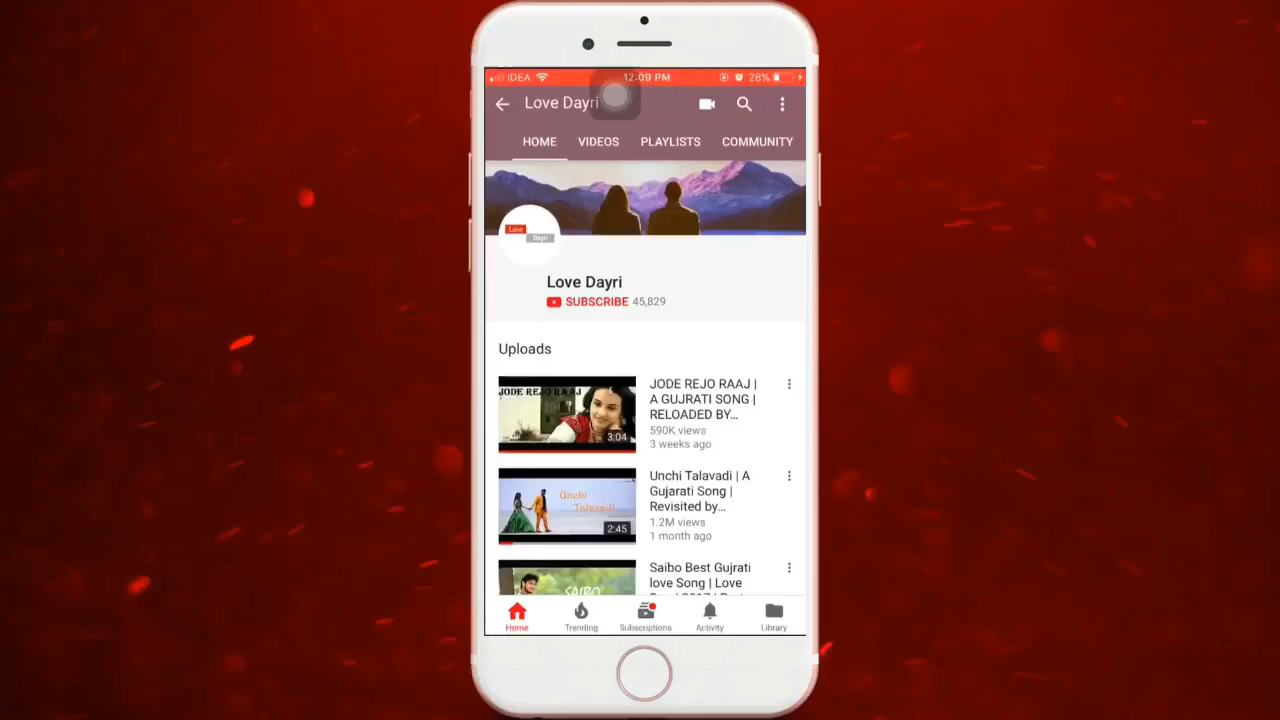 IDEA 12:09 PM 28%
Love Dayri
HOME VIDEOS PLAYLISTS COMMUNITY
Love
Dayri
Love Dayri
SUBSCRIBE 45,829
Uploads
JODE REJO RAAJ
3:04
JODE REJO RAAJ |
A GUJRATI SONG |
RELOADED BY...
590K views
3 weeks ago
Unchi
Talavadi
2:45
Unchi Talavadi | A
Gujarati Song |
Revisited by...
1.2M views
1 month ago
SAIBO
Saibo Best Gujrati
love Song | Love
Home Trending Subscriptions Activity Library